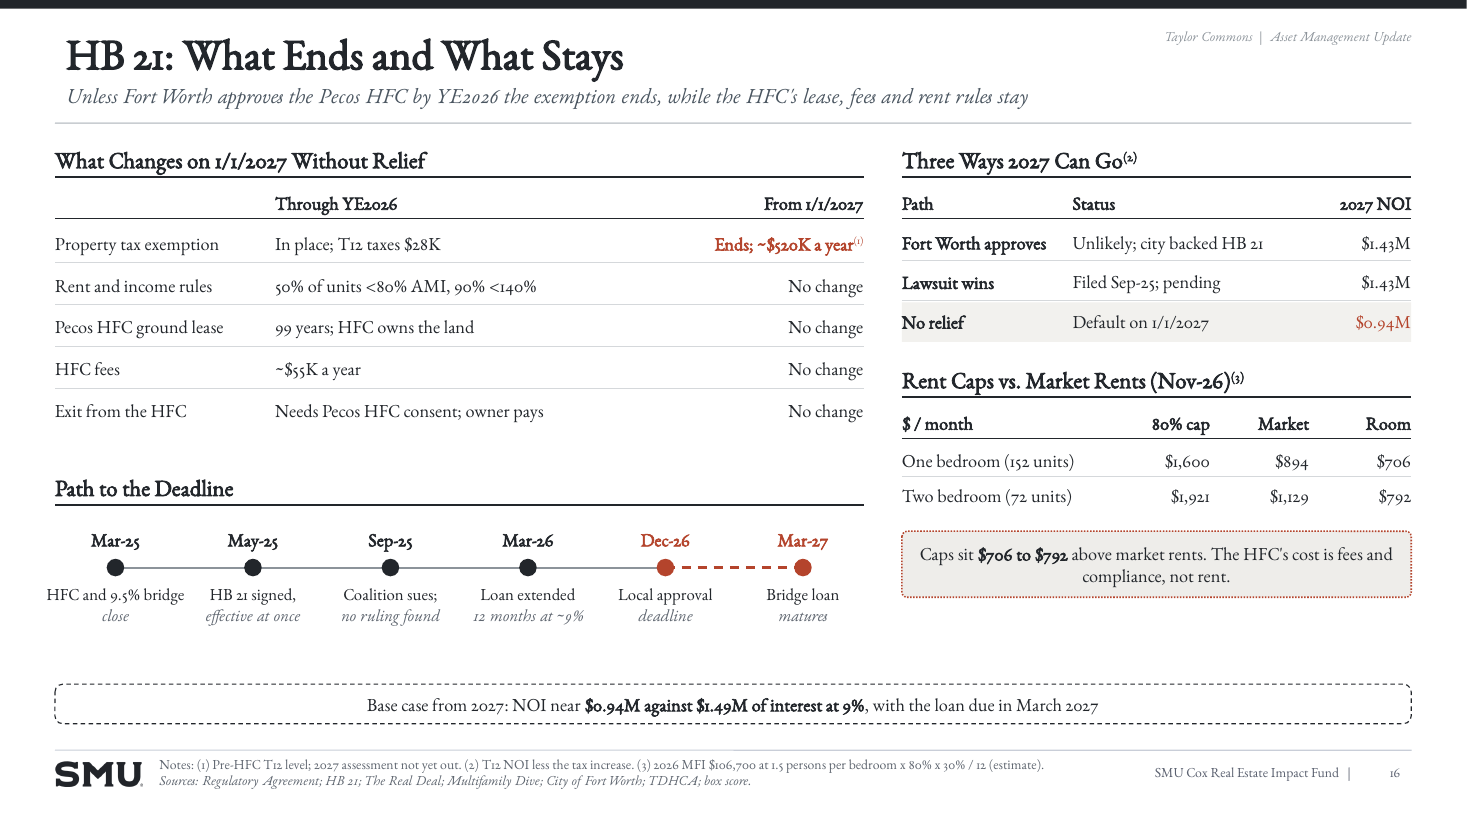 Taylor Commons | Asset Management Update
HB 21: What Ends and What Stays
Unless Fort Worth approves the Pecos HFC by YE2026 the exemption ends, while the HFC's lease, fees and rent rules stay
What Changes on 1/1/2027 Without Relief
Through YE2026 From 1/1/2027
Property tax exemption In place; T12 taxes $28K Ends; ~$520K a year(1)
Rent and income rules 50% of units <80% AMI, 90% <140% No change
Pecos HFC ground lease 99 years; HFC owns the land No change
HFC fees ~$55K a year No change
Exit from the HFC Needs Pecos HFC consent; owner pays No change
Path to the Deadline
Mar-25 May-25 Sep-25 Mar-26 Dec-26 Mar-27
HFC and 9.5% bridge HB 21 signed, Coalition sues; Loan extended Local approval Bridge loan
close effective at once no ruling found 12 months at ~9% deadline matures
Three Ways 2027 Can Go(2)
Path Status 2027 NOI
Fort Worth approves Unlikely; city backed HB 21 $1.43M
Lawsuit wins Filed Sep-25; pending $1.43M
No relief Default on 1/1/2027 $0.94M
Rent Caps vs. Market Rents (Nov-26)(3)
$ / month 80% cap Market Room
One bedroom (152 units) $1,600 $894 $706
Two bedroom (72 units) $1,921 $1,129 $792
Caps sit $706 to $792 above market rents. The HFC's cost is fees and
compliance, not rent.
Base case from 2027: NOI near $0.94M against $1.49M of interest at 9%, with the loan due in March 2027
SMU
Notes: (1) Pre-HFC T12 level; 2027 assessment not yet out. (2) T12 NOI less the tax increase. (3) 2026 MFI $106,700 at 1.5 persons per bedroom x 80% x 30% / 12 (estimate).
Sources: Regulatory Agreement; HB 21; The Real Deal; Multifamily Dive; City of Fort Worth; TDHCA; box score.
SMU Cox Real Estate Impact Fund | 16